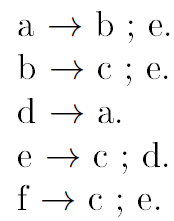 a → b ; e.
b → c ; e.
d → a.
e → c ; d.
f → c ; e.